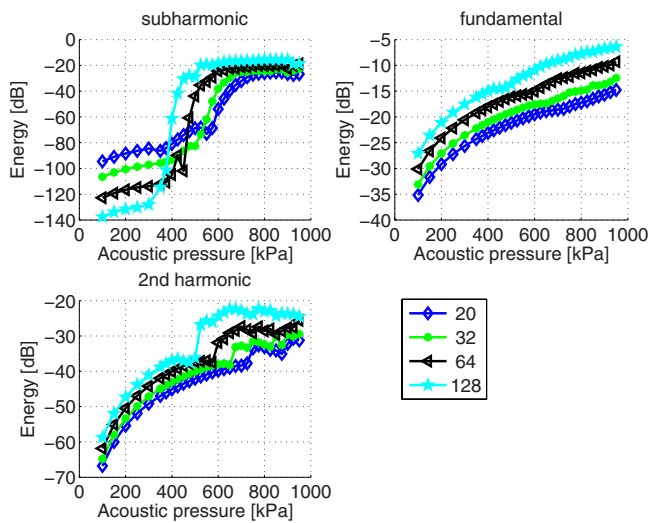 subharmonic
0
−20
−40
−60
−80
−100
−120
−140
Energy [dB]
0 200 400 600 800 1000
Acoustic pressure [kPa]
fundamental
−5
−10
−15
−20
−25
−30
−35
−40
Energy [dB]
0 200 400 600 800 1000
Acoustic pressure [kPa]
2nd harmonic
−20
−30
−40
−50
−60
−70
Energy [dB]
0 200 400 600 800 1000
Acoustic pressure [kPa]
20
32
64
128